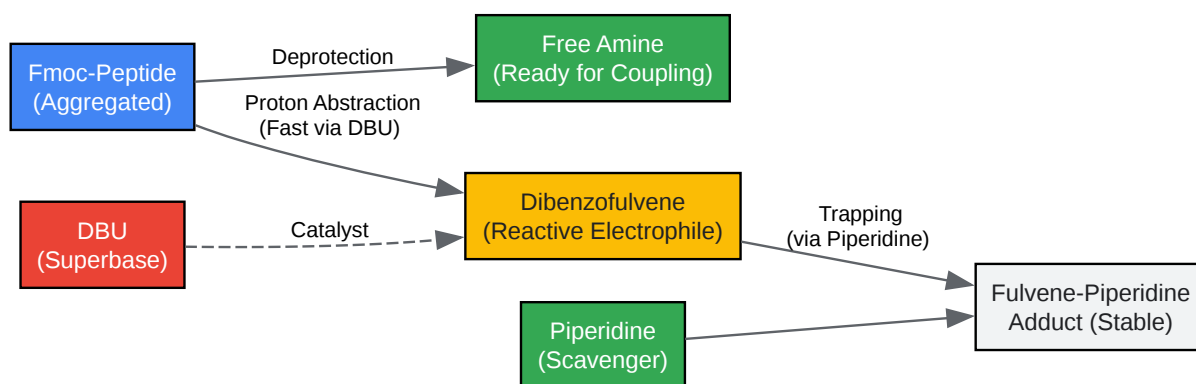 Fmoc-Peptide
(Aggregated)
Deprotection
Free Amine
(Ready for Coupling)
Proton Abstraction
(Fast via DBU)
DBU
(Superbase)
Catalyst
Dibenzofulvene
(Reactive Electrophile)
Trapping
(via Piperidine)
Piperidine
(Scavenger)
Fulvene-Piperidine
Adduct (Stable)